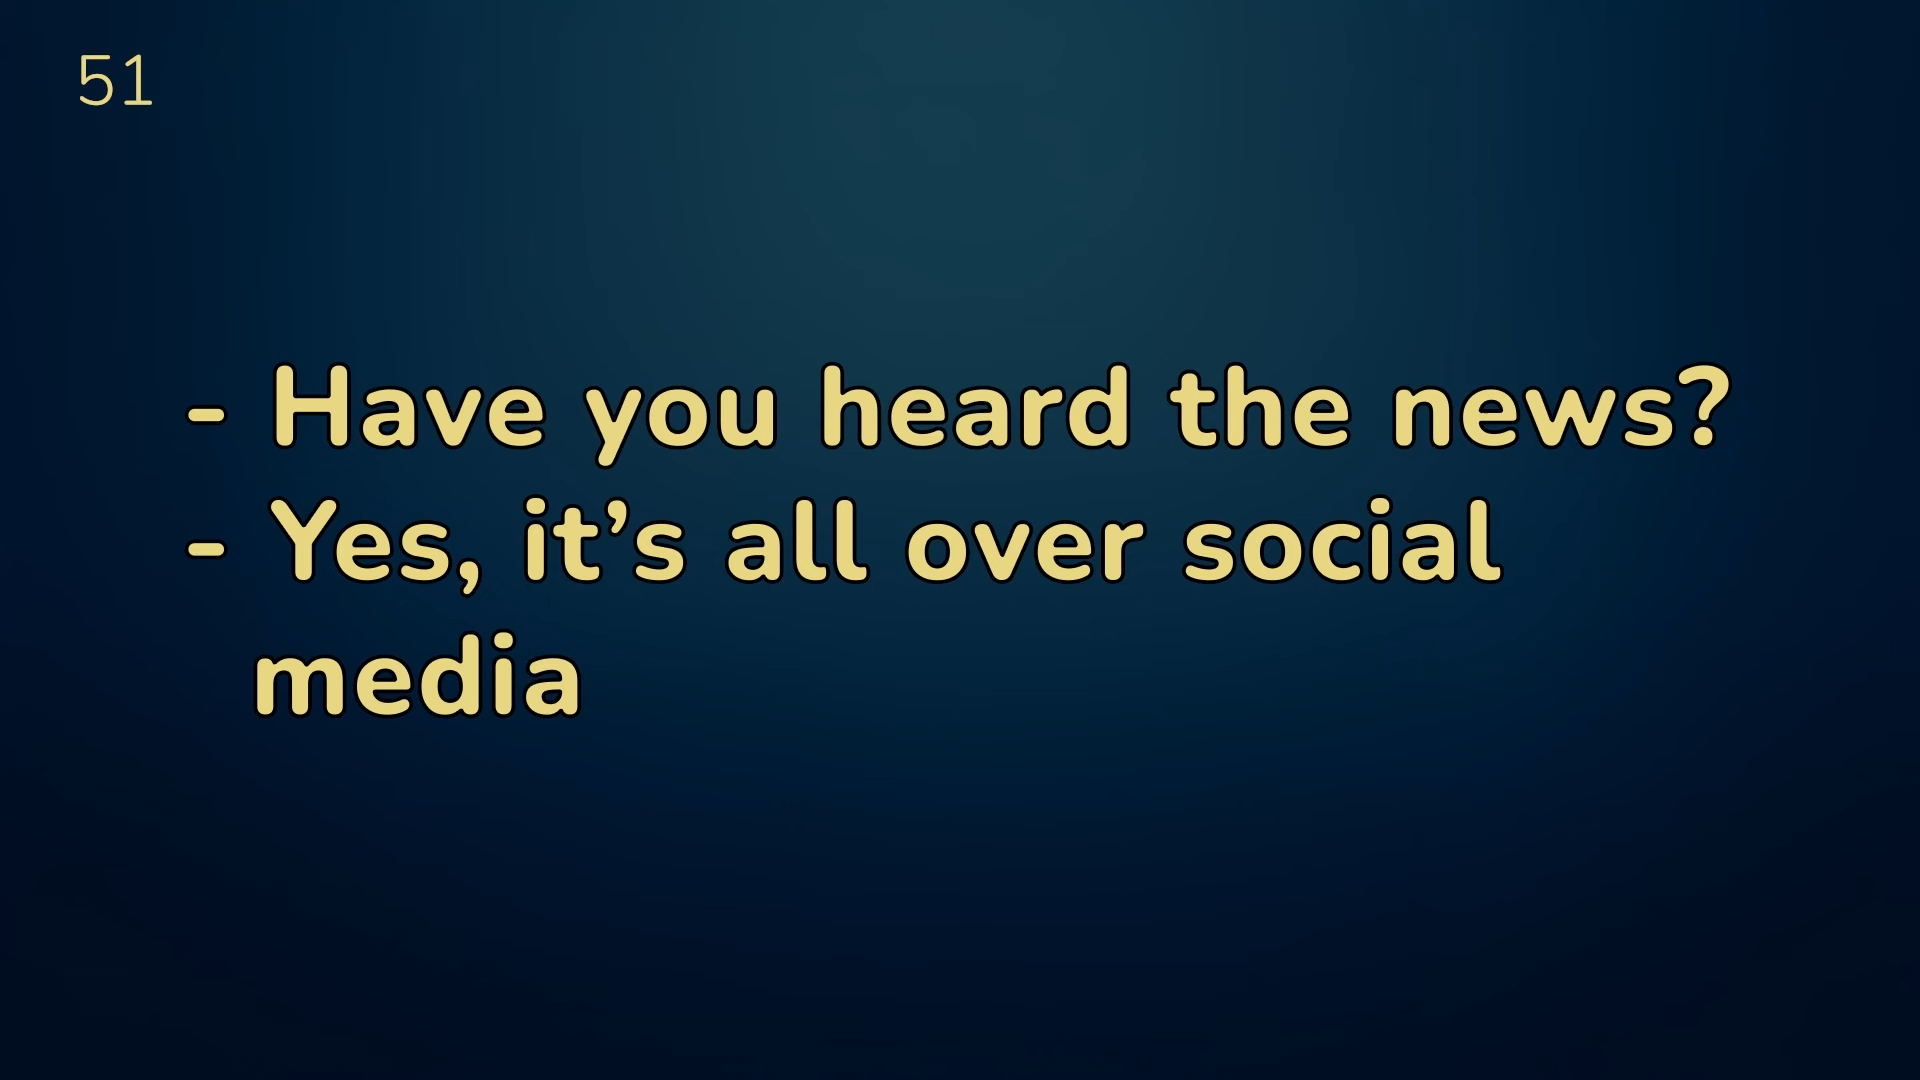 51
- Have you heard the news?
- Yes, it’s all over social
media